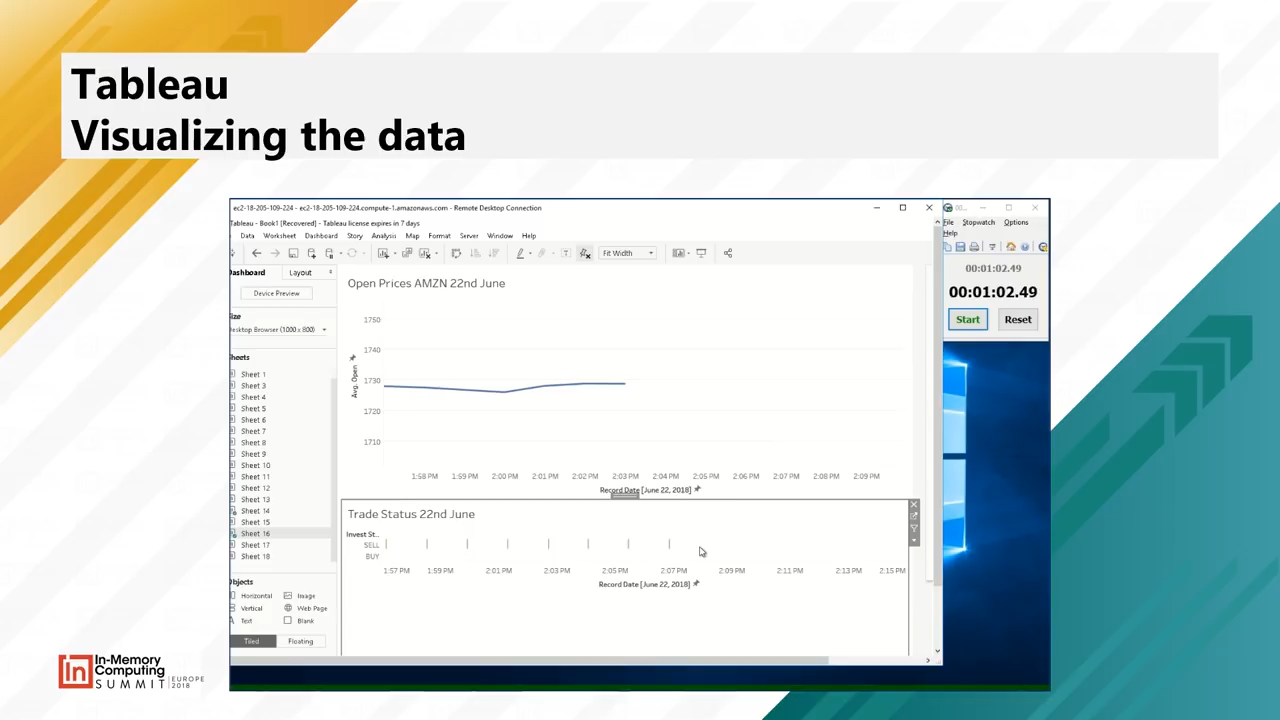 Tableau
Visualizing the data
ec2-18-205-109-224 - ec2-18-205-109-224.compute-1.amazonaws.com - Remote Desktop Connection
Tableau - Book1 [Recovered] - Tableau license expires in 7 days
Data Worksheet Dashboard Story Analysis Map Format Server Window Help
Fit Width
Dashboard Layout
Device Preview
Size
Desktop Browser (1000 x 800)
Sheets
Sheet 1
Sheet 3
Sheet 4
Sheet 5
Sheet 6
Sheet 7
Sheet 8
Sheet 9
Sheet 10
Sheet 11
Sheet 12
Sheet 13
Sheet 14
Sheet 15
Sheet 16
Sheet 17
Sheet 18
Objects
Horizontal Image
Vertical Web Page
Text Blank
Tiled Floating
Open Prices AMZN 22nd June
1750
1740
1730
1720
1710
Avg. Open
1:58 PM 1:59 PM 2:00 PM 2:01 PM 2:02 PM 2:03 PM 2:04 PM 2:05 PM 2:06 PM 2:07 PM 2:08 PM 2:09 PM
Record Date [June 22, 2018]
Trade Status 22nd June
Invest St..
SELL
BUY
1:57 PM 1:59 PM 2:01 PM 2:03 PM 2:05 PM 2:07 PM 2:09 PM 2:11 PM 2:13 PM 2:15 PM
Record Date [June 22, 2018]
00...
File Stopwatch Options
Help
00:01:02.49
00:01:02.49
Start Reset
In
In-Memory
Computing
SUMMIT EUROPE
2018